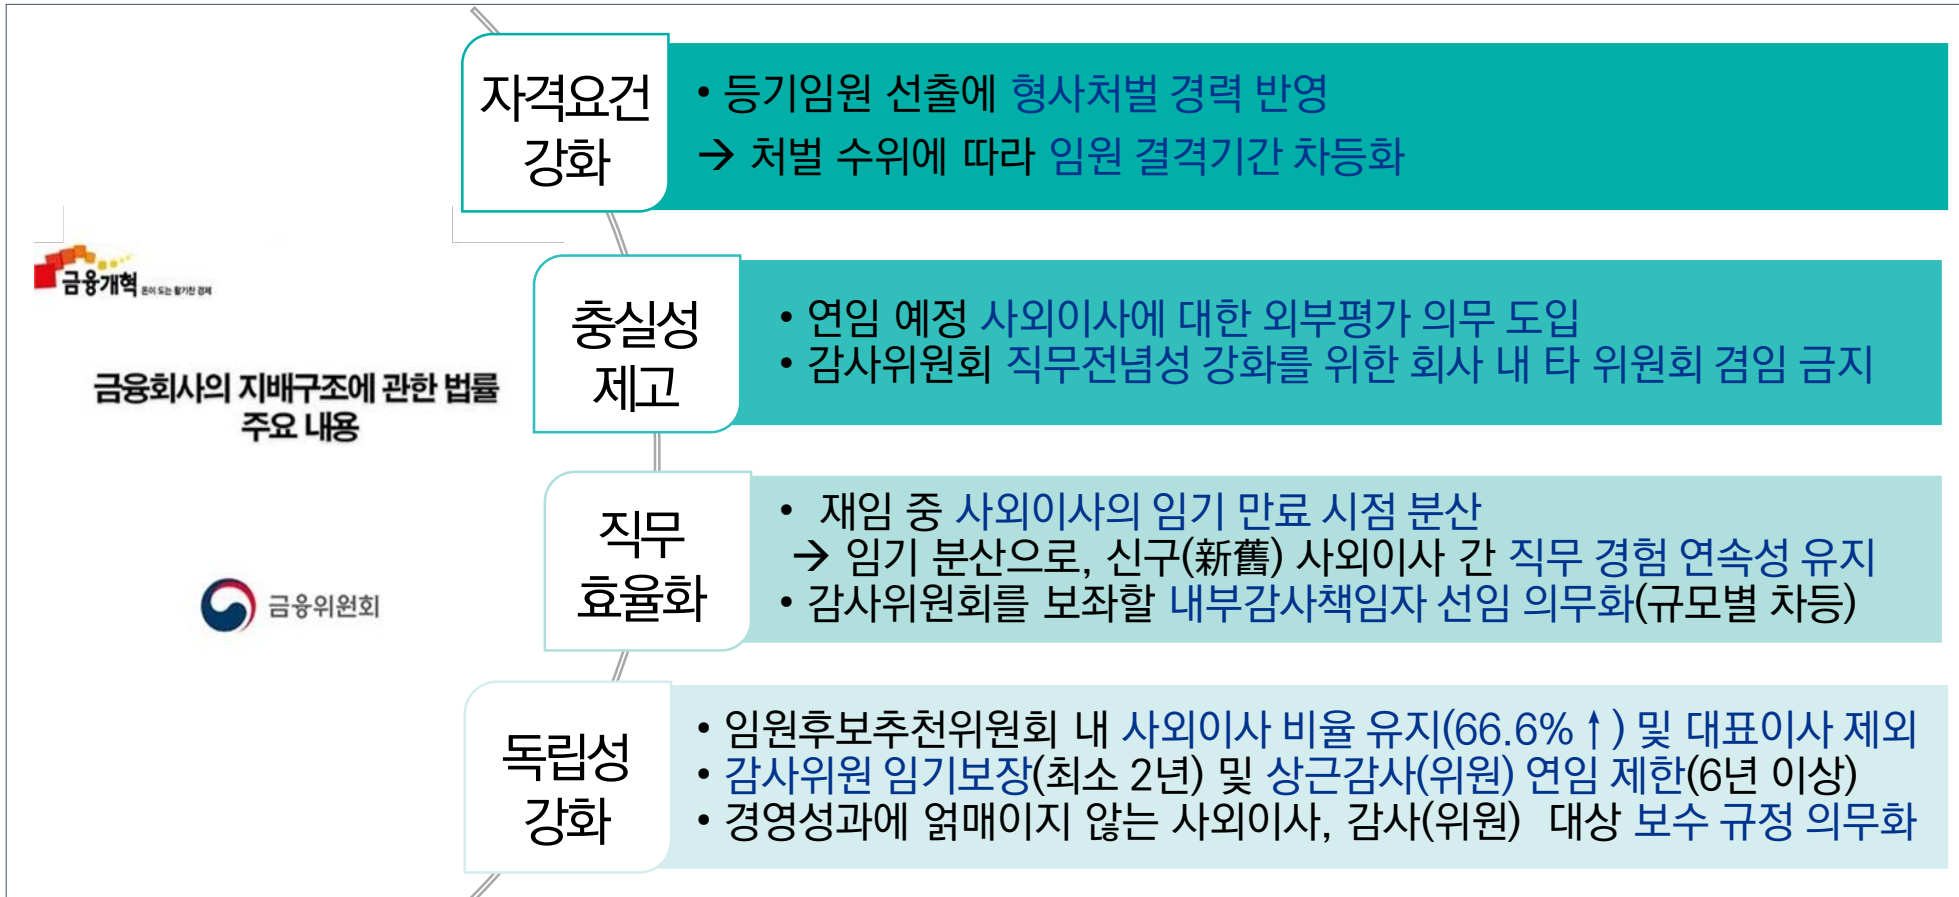 금융개혁 돈이 도는 활기찬 경제
금융회사의 지배구조에 관한 법률
주요 내용
금융위원회
자격요건
강화
• 등기임원 선출에 형사처벌 경력 반영
→ 처벌 수위에 따라 임원 결격기간 차등화
충실성
제고
• 연임 예정 사외이사에 대한 외부평가 의무 도입
• 감사위원회 직무전념성 강화를 위한 회사 내 타 위원회 겸임 금지
직무
효율화
• 재임 중 사외이사의 임기 만료 시점 분산
→ 임기 분산으로, 신구(新舊) 사외이사 간 직무 경험 연속성 유지
• 감사위원회를 보좌할 내부감사책임자 선임 의무화(규모별 차등)
독립성
강화
• 임원후보추천위원회 내 사외이사 비율 유지(66.6%↑) 및 대표이사 제외
• 감사위원 임기보장(최소 2년) 및 상근감사(위원) 연임 제한(6년 이상)
• 경영성과에 얽매이지 않는 사외이사, 감사(위원) 대상 보수 규정 의무화